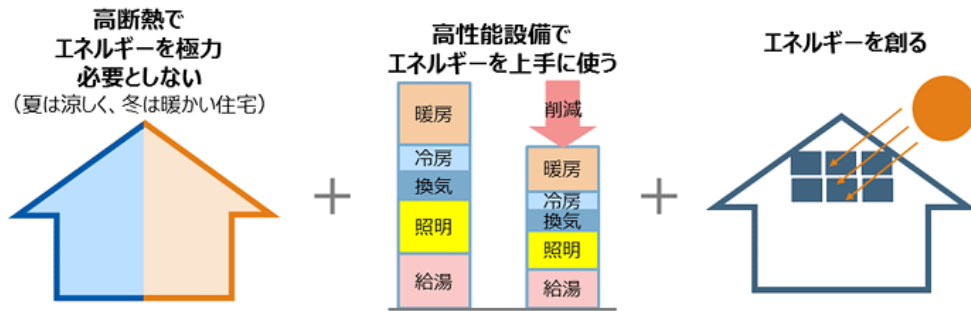 高断熱で
エネルギーを極力
必要としない
（夏は涼しく、冬は暖かい住宅）
高性能設備で
エネルギーを上手に使う
暖房
冷房
換気
照明
給湯
削減
暖房
冷房
換気
照明
給湯
エネルギーを創る